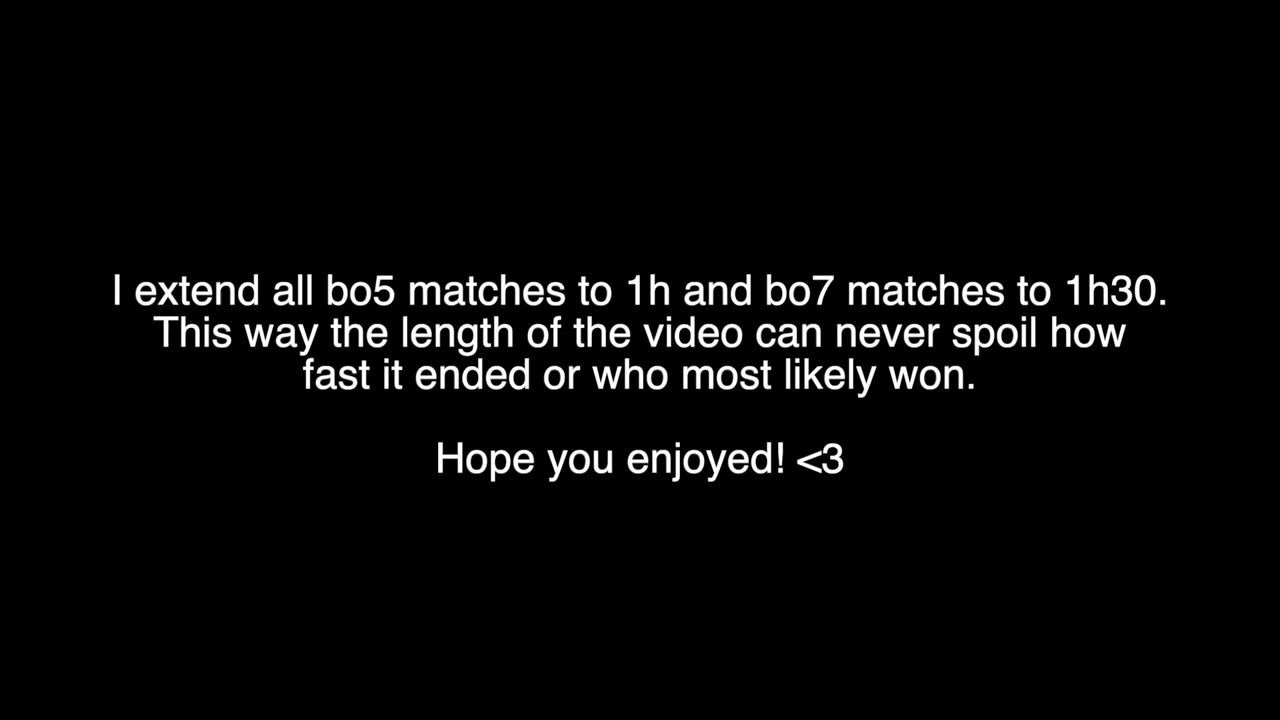 I extend all bo5 matches to 1h and bo7 matches to 1h30.
This way the length of the video can never spoil how
fast it ended or who most likely won.
Hope you enjoyed! <3